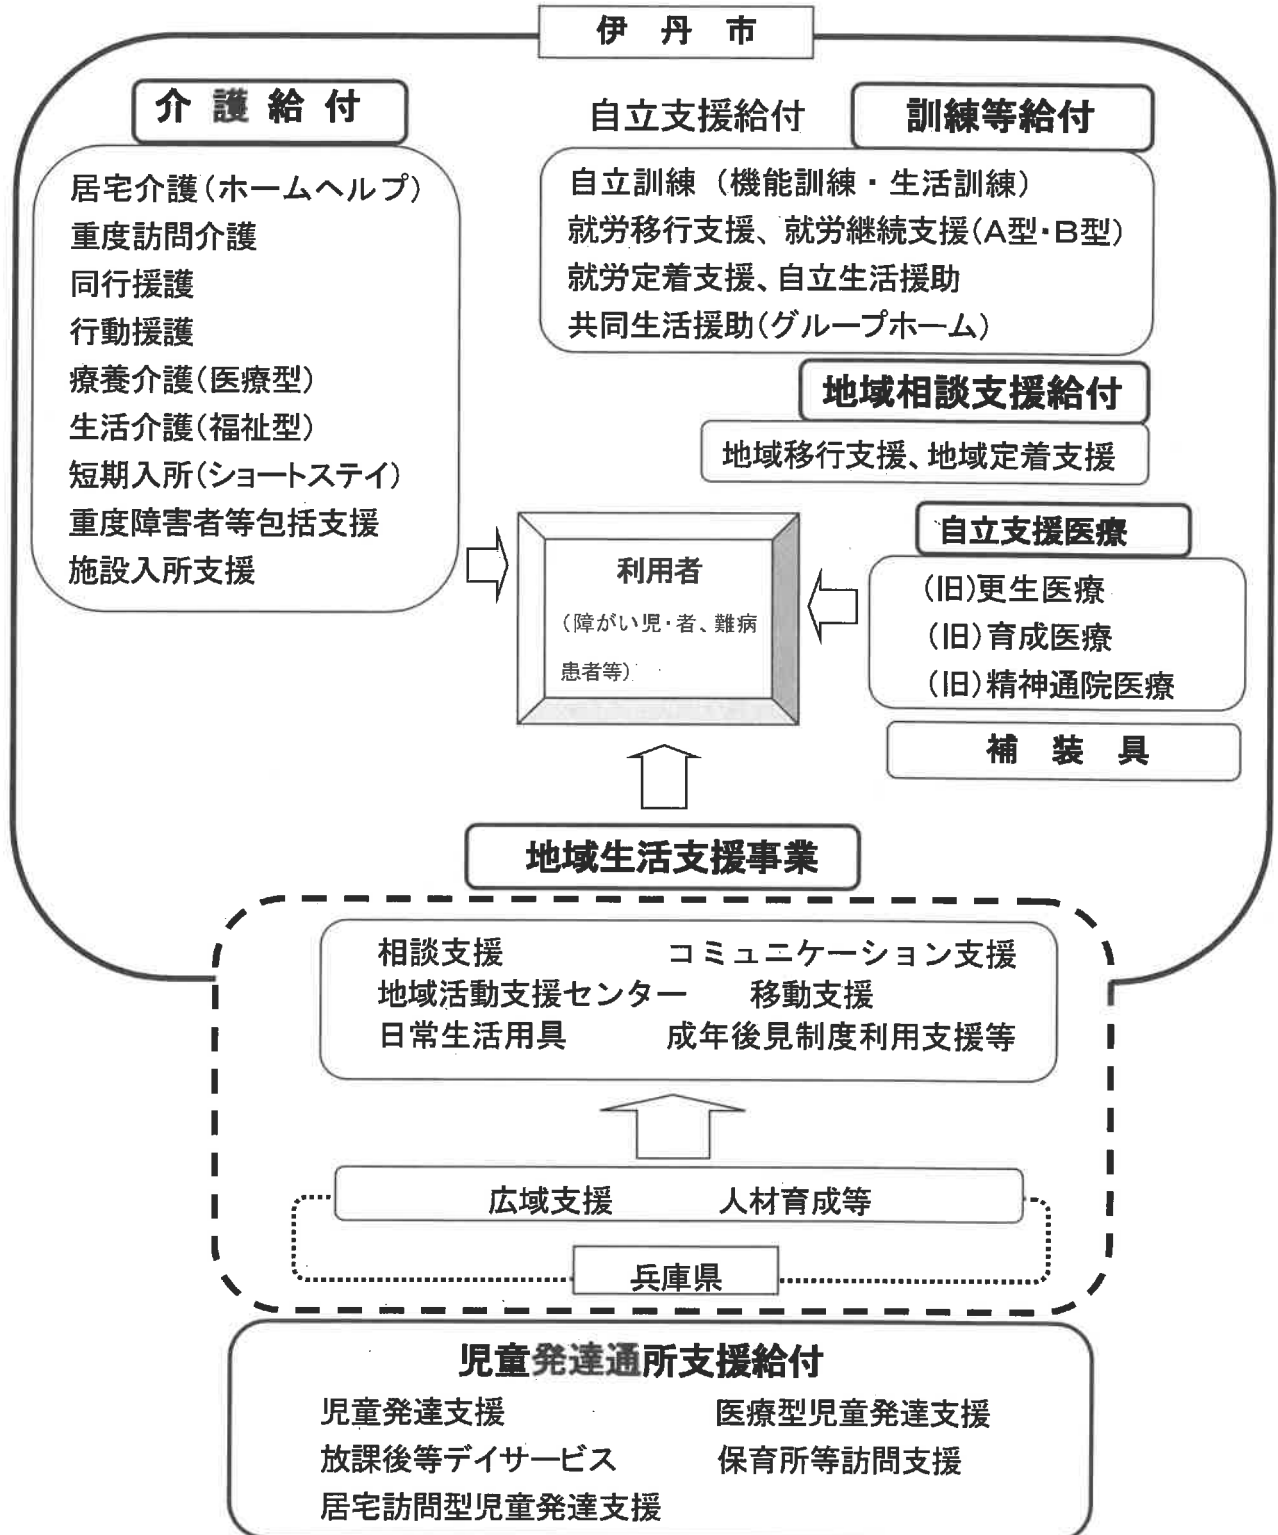 伊丹市
介護給付
居宅介護(ホームヘルプ)
重度訪問介護
同行援護
行動援護
療養介護(医療型)
生活介護(福祉型)
短期入所(ショートステイ)
重度障害者等包括支援
施設入所支援
自立支援給付
訓練等給付
自立訓練（機能訓練・生活訓練）
就労移行支援、就労継続支援(A型・B型)
就労定着支援、自立生活援助
共同生活援助(グループホーム)
地域相談支援給付
地域移行支援、地域定着支援
利用者
(障がい児・者、難病
患者等)
自立支援医療
(旧)更生医療
(旧)育成医療
(旧)精神通院医療
補装具
地域生活支援事業
相談支援 コミュニケーション支援
地域活動支援センター 移動支援
日常生活用具 成年後見制度利用支援等
広域支援 人材育成等
兵庫県
児童発達通所支援給付
児童発達支援 医療型児童発達支援
放課後等デイサービス 保育所等訪問支援
居宅訪問型児童発達支援